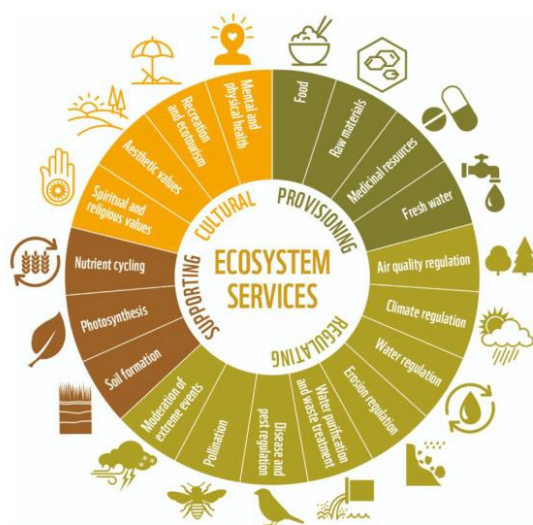 ECOSYSTEM
SERVICES
PROVISIONING
Food
Raw materials
Medicinal resources
Fresh water
REGULATING
Air quality regulation
Climate regulation
Water regulation
Erosion regulation
Water purification
and waste treatment
Disease and
pest regulation
Pollination
Moderation of
extreme events
SUPPORTING
Soil formation
Photosynthesis
Nutrient cycling
CULTURAL
Spiritual and
religious values
Aesthetic values
Recreation
and ecotourism
Mental and
physical health